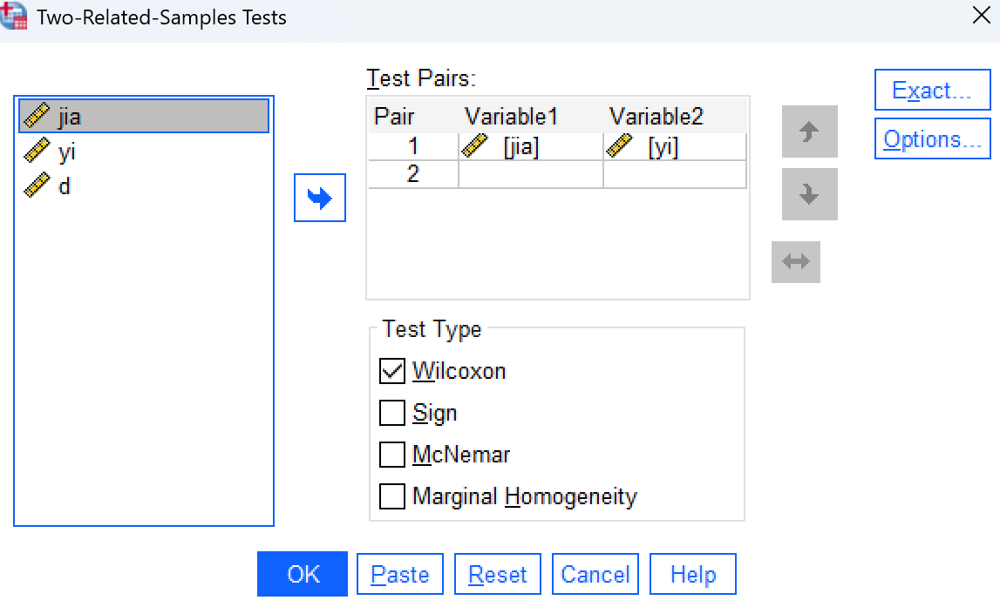 Two-Related-Samples Tests
Test Pairs:
Exact...
jia
Pair Variable1 Variable2
Options...
yi
1 [jia] [yi]
d
2
Test Type
Wilcoxon
Sign
McNemar
Marginal Homogeneity
OK Paste Reset Cancel Help